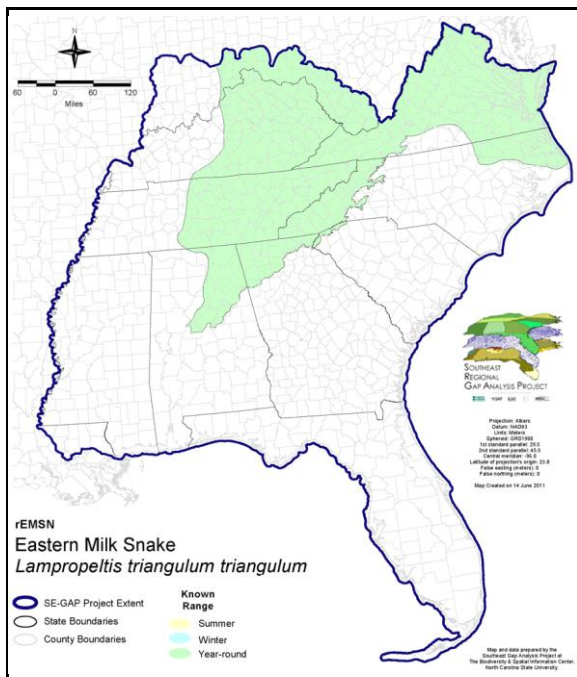 N
60 0 60 120
Miles
SOUTHEAST
REGIONAL
GAP ANALYSIS PROJECT
Projection: Albers
Datum: NAD83
Units: Meters
Spheroid: GRS1980
1st standard parallel: 29.5
2nd standard parallel: 45.5
Central meridian: -96.0
Latitude of projection's origin: 23.0
False easting (meters): 0
False northing (meters): 0
Map Created on 14 June 2011
rEMSN
Eastern Milk Snake
Lampropeltis triangulum triangulum
SE-GAP Project Extent
State Boundaries
County Boundaries
Known
Range
Summer
Winter
Year-round
Map and data prepared by the
Southeast Gap Analysis Project at
The Biodiversity & Spatial Information Center,
North Carolina State University.